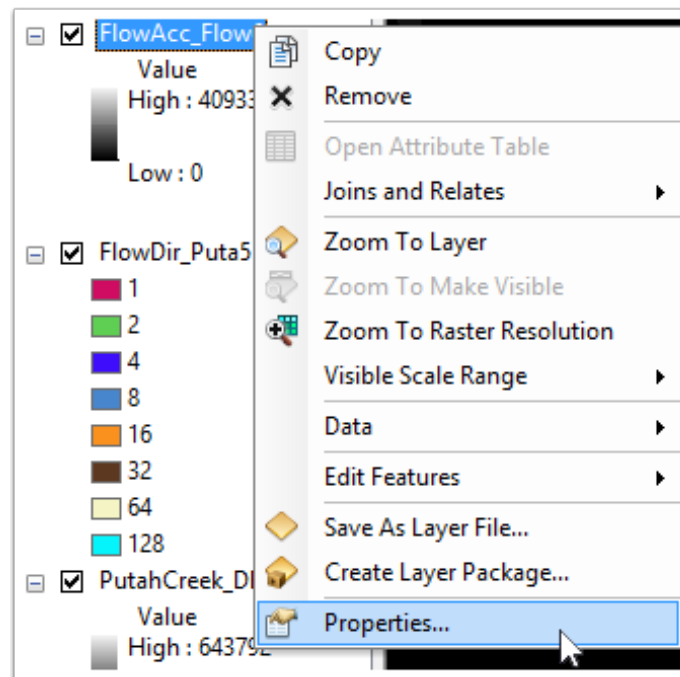 FlowAcc_Flow
Value
High : 40933
Low : 0
FlowDir_Puta5
1
2
4
8
16
32
64
128
PutahCreek_D
Value
High : 643792
Copy
Remove
Open Attribute Table
Joins and Relates
Zoom To Layer
Zoom To Make Visible
Zoom To Raster Resolution
Visible Scale Range
Data
Edit Features
Save As Layer File...
Create Layer Package...
Properties...